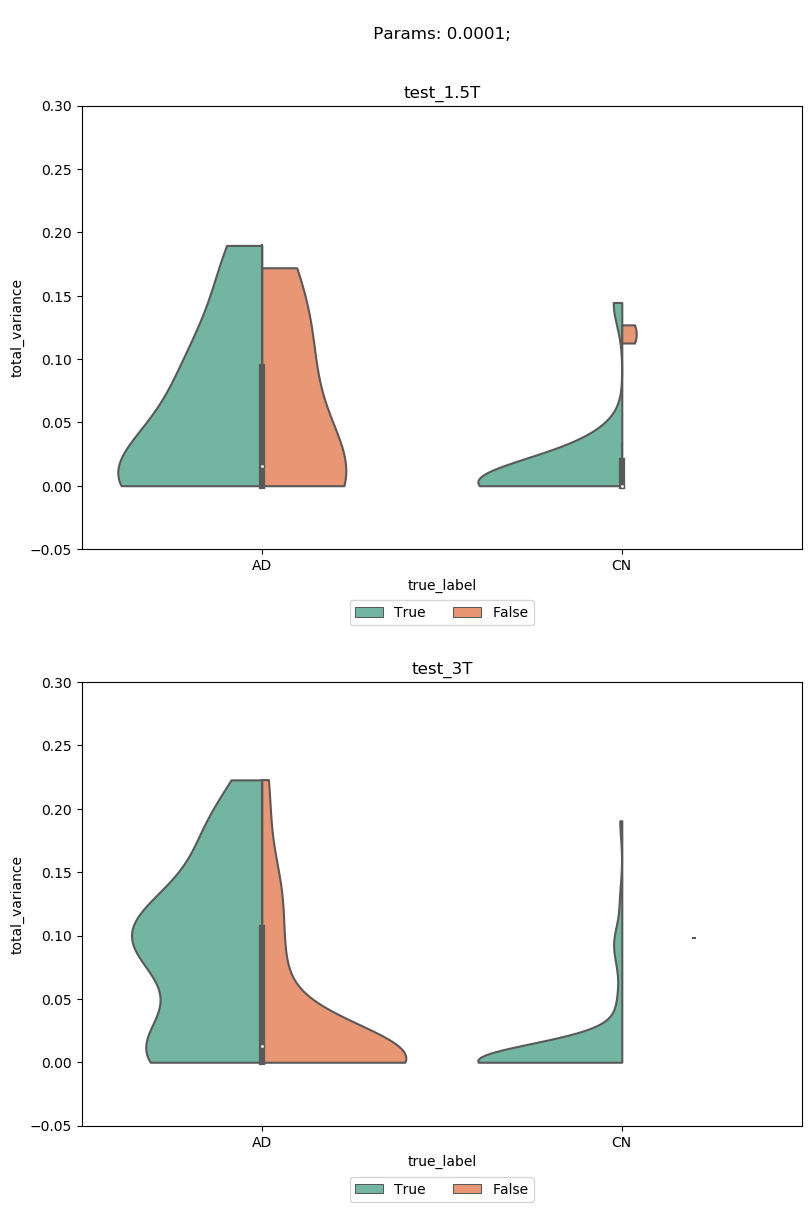 Params: 0.0001;
test_1.5T
0.30
0.25
0.20
0.15
0.10
0.05
0.00
−0.05
total_variance
AD CN
true_label
True False
test_3T
0.30
0.25
0.20
0.15
0.10
0.05
0.00
−0.05
total_variance
AD CN
true_label
True False